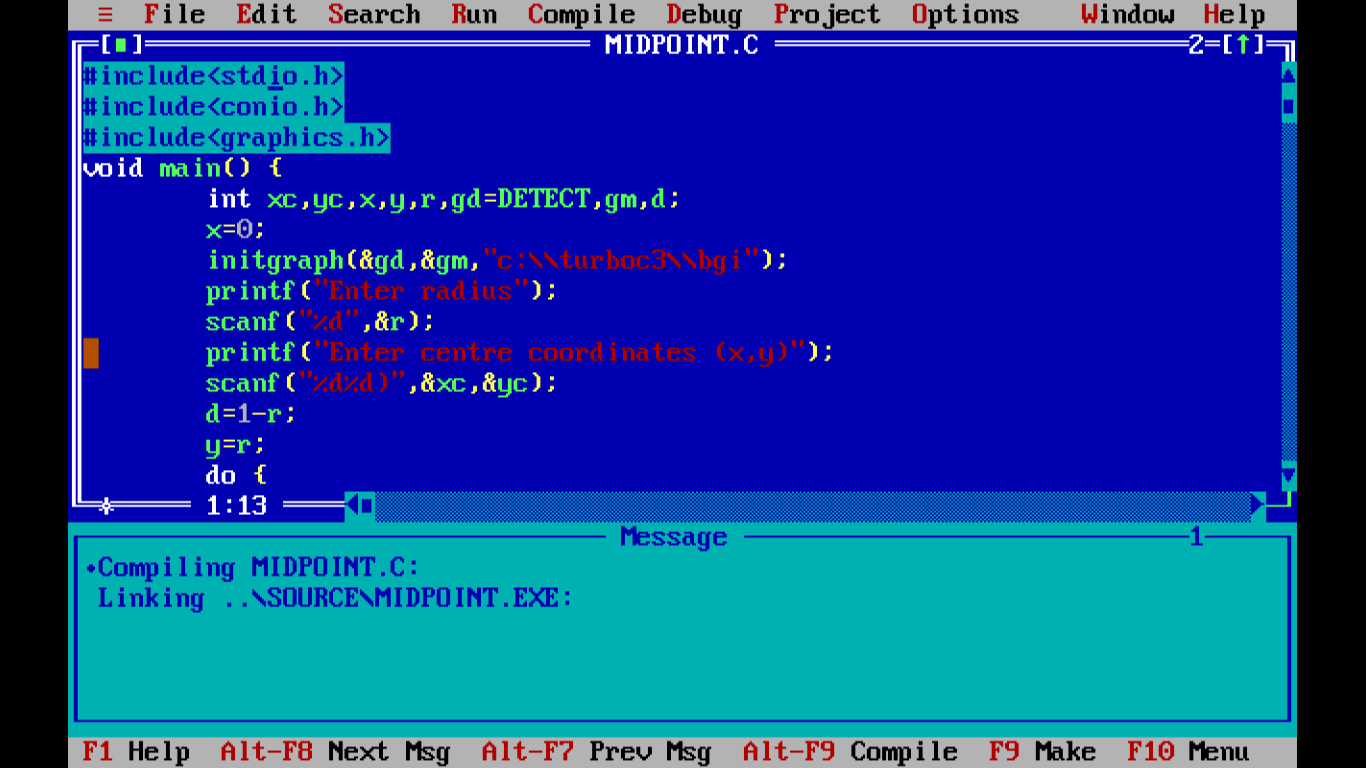 ≡ File Edit Search Run Compile Debug Project Options Window Help
[■] MIDPOINT.C 2=[↑]
#include<stdio.h>
#include<conio.h>
#include<graphics.h>
void main() {
int xc,yc,x,y,r,gd=DETECT,gm,d;
x=0;
initgraph(&gd,&gm,"c:\\turboc3\\bgi");
printf("Enter radius");
scanf("%d",&r);
printf("Enter centre coordinates (x,y)");
scanf("%d%d)",&xc,&yc);
d=1-r;
y=r;
do {
1:13
Message 1
•Compiling MIDPOINT.C:
Linking ..\SOURCE\MIDPOINT.EXE:
F1 Help Alt-F8 Next Msg Alt-F7 Prev Msg Alt-F9 Compile F9 Make F10 Menu